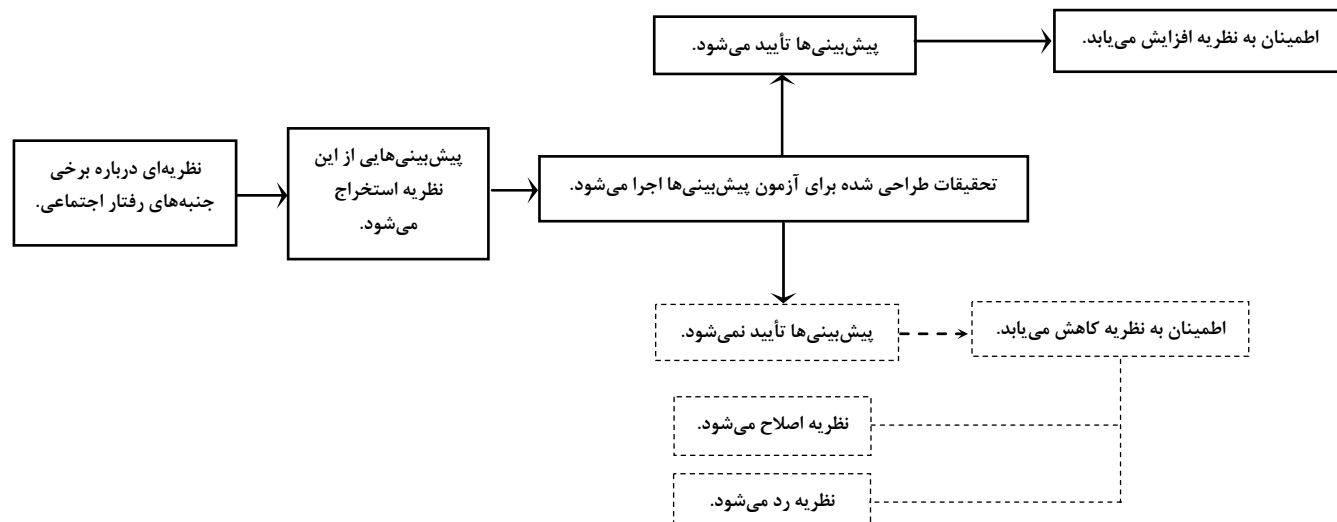 نظریه‌ای درباره برخی
جنبه‌های رفتار اجتماعی.
پیش‌بینی‌هایی از این
نظریه استخراج
می‌شود.
تحقیقات طراحی شده برای آزمون پیش‌بینی‌ها اجرا می‌شود.
پیش‌بینی‌ها تأیید می‌شود.
اطمینان به نظریه افزایش می‌یابد.
پیش‌بینی‌ها تأیید نمی‌شود.
اطمینان به نظریه کاهش می‌یابد.
نظریه اصلاح می‌شود.
نظریه رد می‌شود.